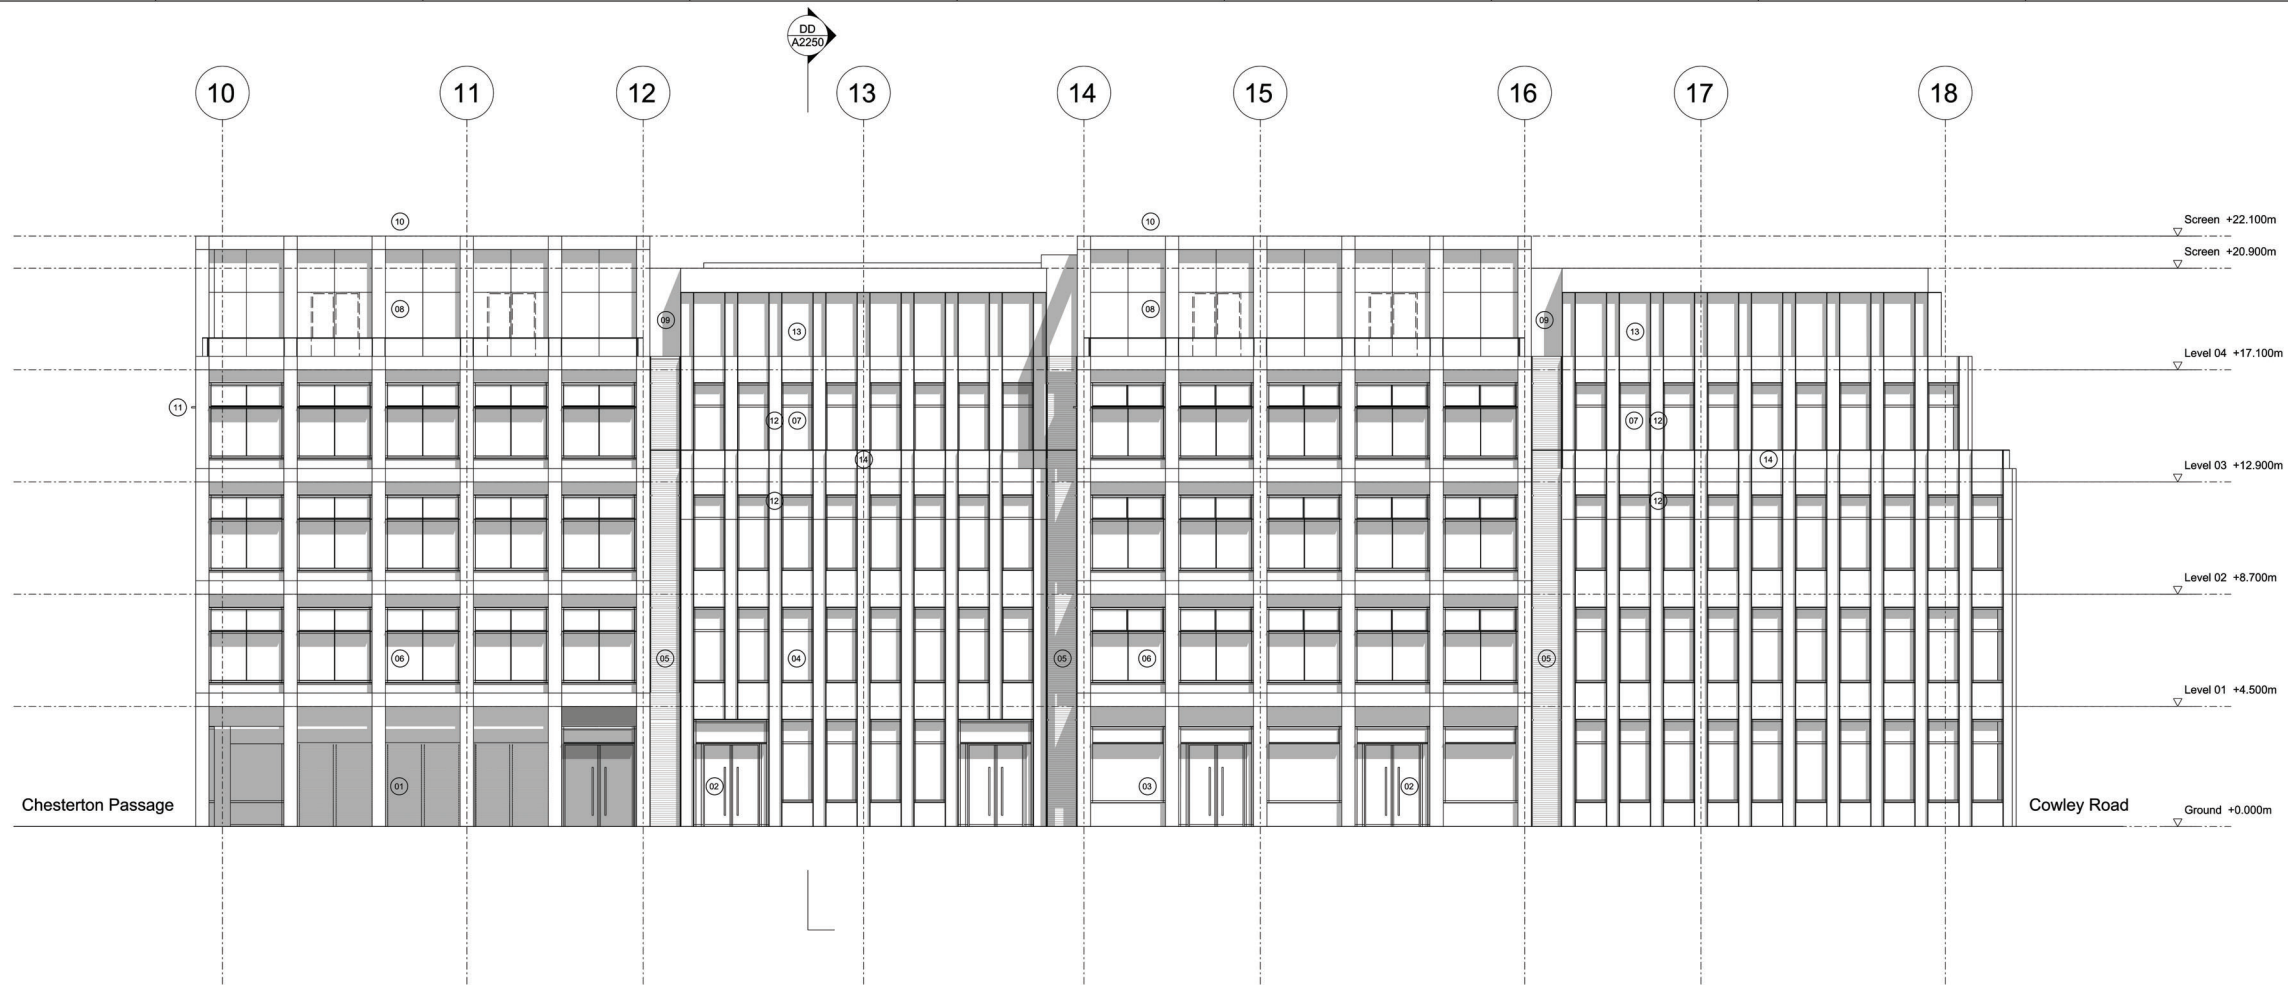 DD
A2250
10 11 12 13 14 15 16 17 18
10 10
Screen +22.100m
Screen +20.900m
08 09 13 08 09 13
Level 04 +17.100m
11 12 07 07 12
14 14
Level 03 +12.900m
12 12
Level 02 +8.700m
06 05 04 05 06 05
Level 01 +4.500m
01 02 03 02
Chesterton Passage Cowley Road
Ground +0.000m